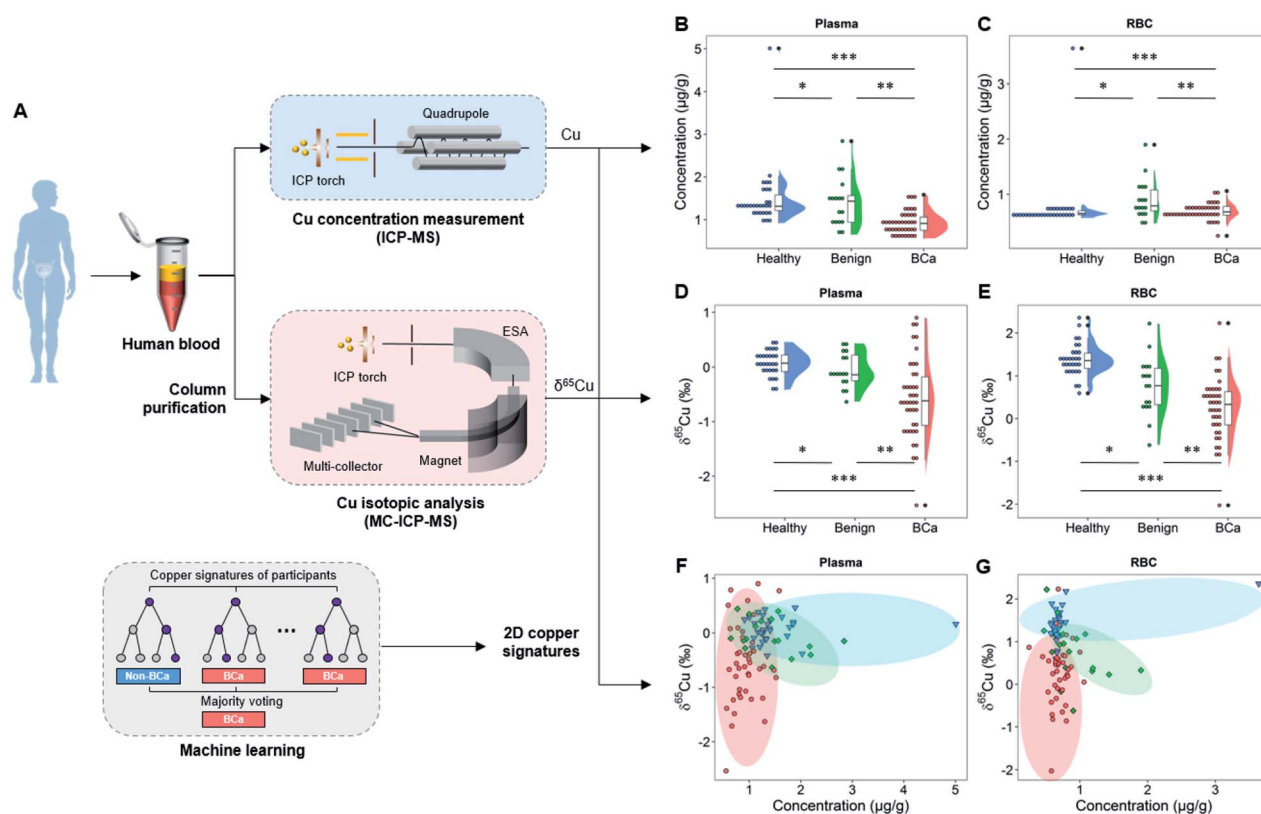 A
Human blood
Column
purification
Quadrupole
ICP torch
Cu concentration measurement
(ICP-MS)
Cu
ESA
ICP torch
Multi-collector
Magnet
Cu isotopic analysis
(MC-ICP-MS)
δ⁶⁵Cu
Copper signatures of participants
...
Non-BCa
BCa
BCa
Majority voting
BCa
Machine learning
2D copper
signatures
B
Plasma
Concentration (µg/g)
5
4
3
2
1
***
* **
Healthy Benign BCa
C
RBC
Concentration (µg/g)
3
2
1
***
* **
Healthy Benign BCa
D
Plasma
δ⁶⁵Cu (‰)
1
0
-1
-2
* **
***
Healthy Benign BCa
E
RBC
δ⁶⁵Cu (‰)
2
1
0
-1
-2
* **
***
Healthy Benign BCa
F
Plasma
δ⁶⁵Cu (‰)
1
0
-1
-2
1 2 3 4 5
Concentration (µg/g)
G
RBC
δ⁶⁵Cu (‰)
2
1
0
-1
-2
1 2 3
Concentration (µg/g)